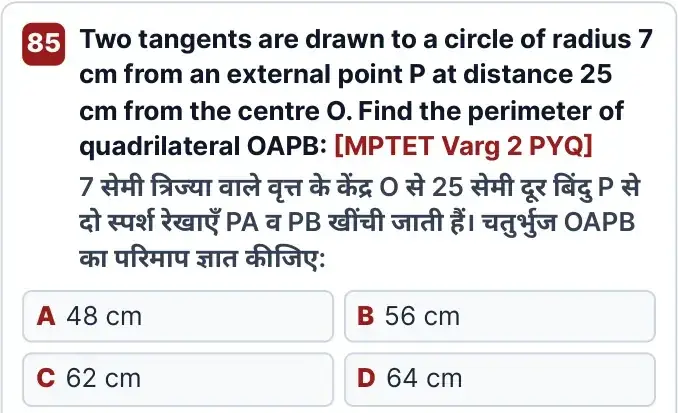 85 Two tangents are drawn to a circle of radius 7
cm from an external point P at distance 25
cm from the centre O. Find the perimeter of
quadrilateral OAPB: [MPTET Varg 2 PYQ]
7 सेमी त्रिज्या वाले वृत्त के केंद्र O से 25 सेमी दूर बिंदु P से
दो स्पर्श रेखाएँ PA व PB खींची जाती हैं। चतुर्भुज OAPB
का परिमाप ज्ञात कीजिए:
A 48 cm
B 56 cm
C 62 cm
D 64 cm